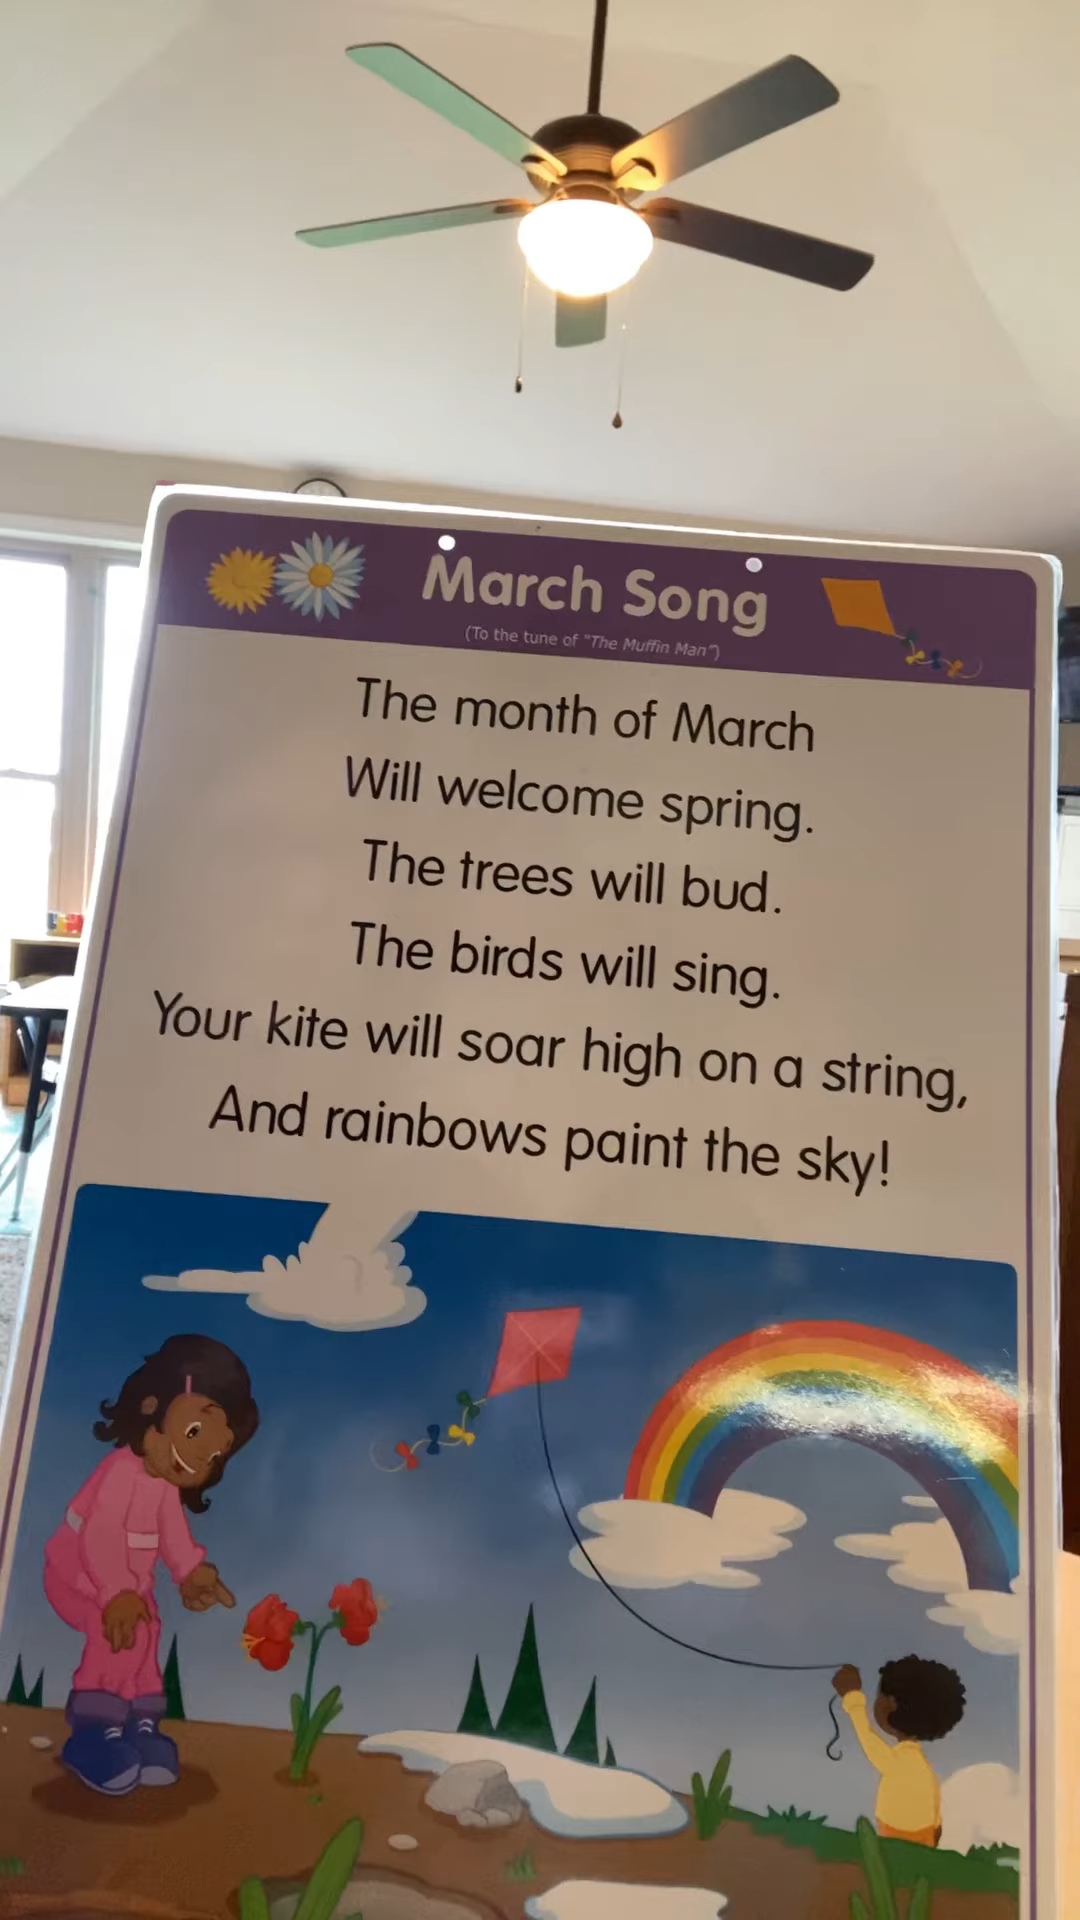 March Song
(To the tune of "The Muffin Man")
The month of March
Will welcome spring.
The trees will bud.
The birds will sing.
Your kite will soar high on a string,
And rainbows paint the sky!